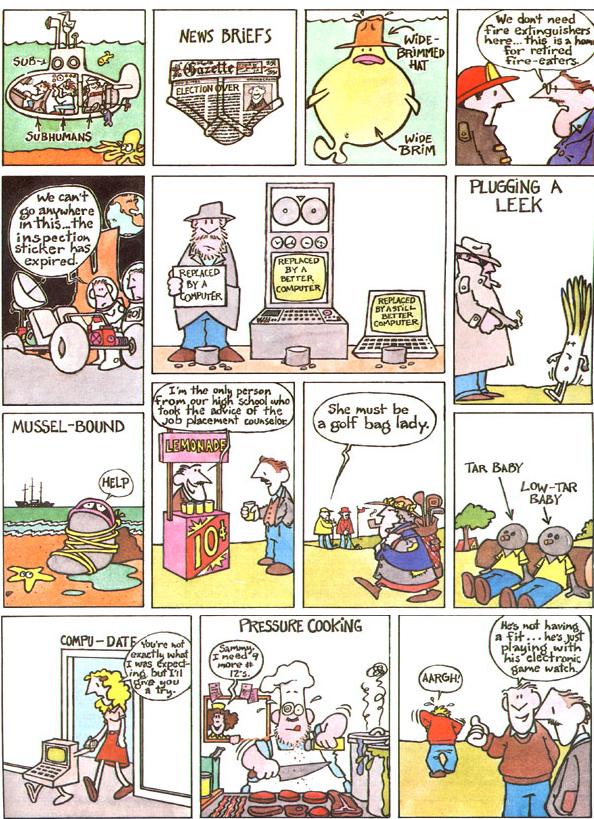 SUB-1
SUBHUMANS
NEWS BRIEFS
Gazette
ELECTION OVER
WIDE-
BRIMMED
HAT
WIDE
BRIM
We don't need
fire extinguishers
here...this is a home
for retired
fire-eaters.
We can't
go anywhere
in this...the
inspection
sticker has
expired.
REPLACED
BY A
COMPUTER
REPLACED
BY A
BETTER
COMPUTER
REPLACED
BY A STILL
BETTER
COMPUTER
PLUGGING A
LEEK
MUSSEL-BOUND
HELP
I'm the only person
from our high school who
took the advice of the
job placement counselor.
LEMONADE
10¢
She must be
a golf bag lady.
TAR BABY
LOW-TAR
BABY
COMPU-DATE
You're not
exactly what
I was expect-
ing, but I'll
give you
a try.
PRESSURE COOKING
Sammy,
I need 9
more #
12's.
AARGH!
He's not having
a fit...he's just
playing with
his electronic
game watch.